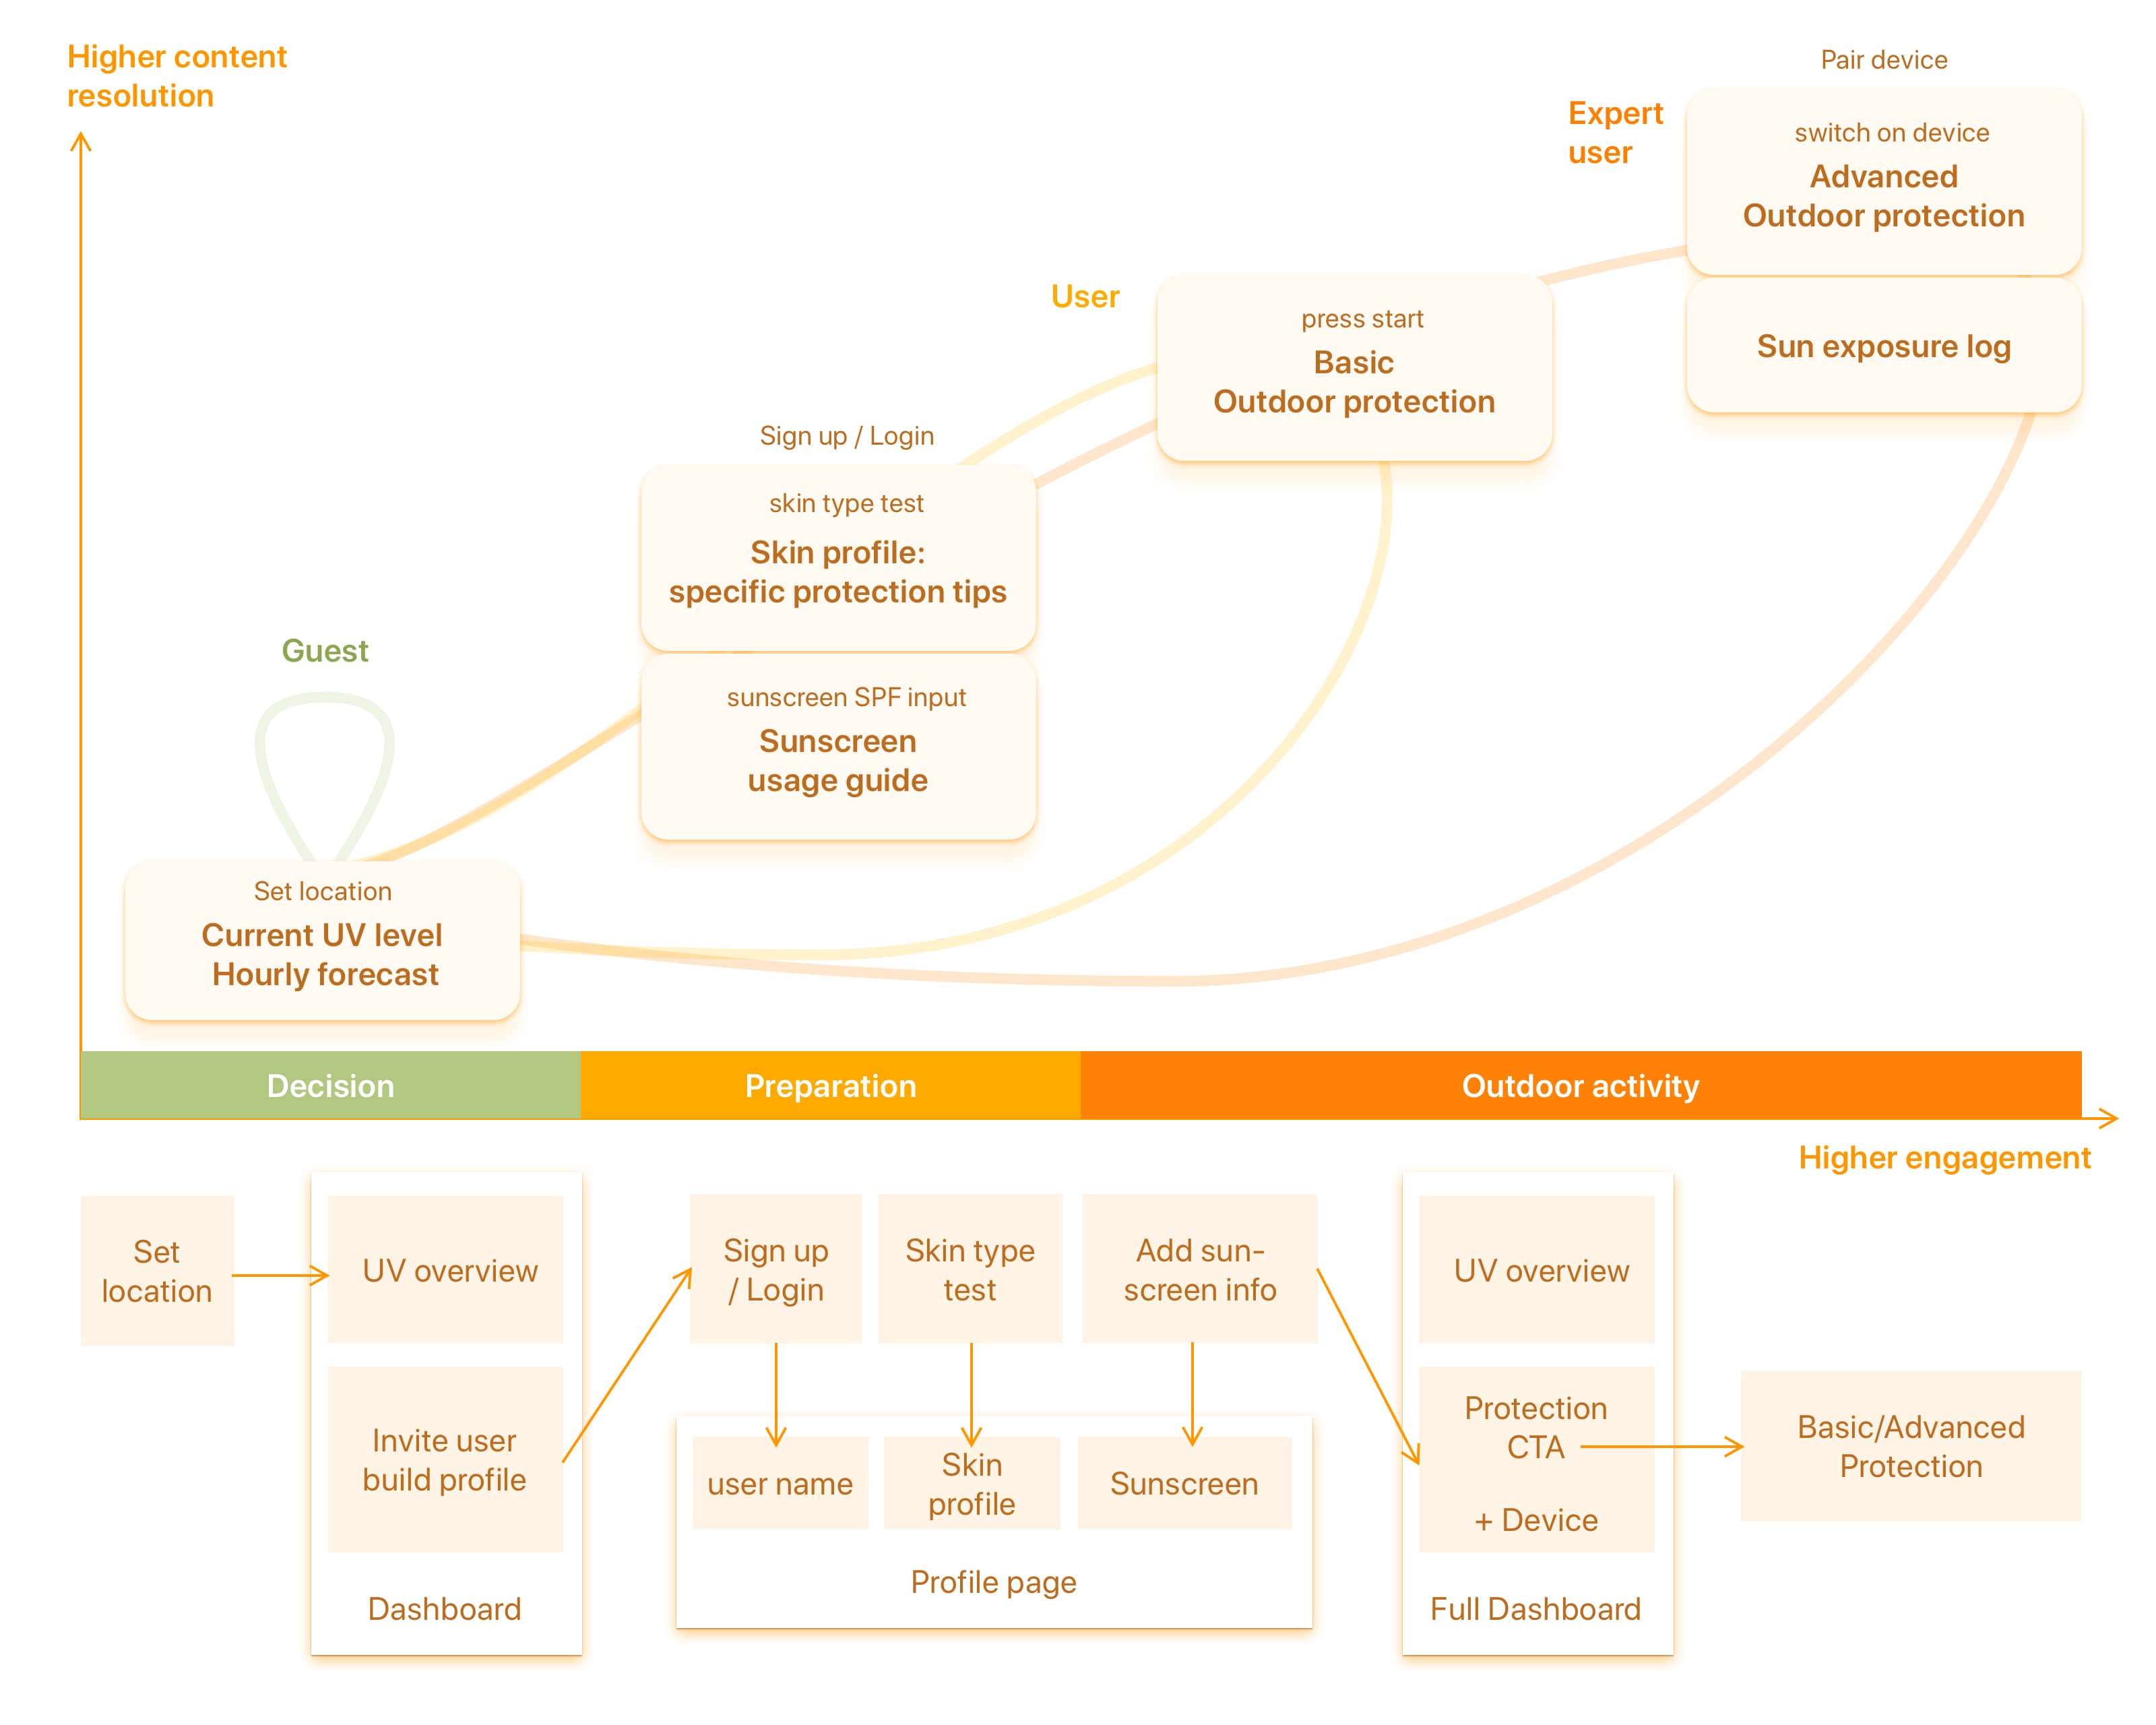 Higher content
resolution
Pair device
Expert
user
switch on device
Advanced
Outdoor protection
Sun exposure log
User
press start
Basic
Outdoor protection
Sign up / Login
skin type test
Skin profile:
specific protection tips
sunscreen SPF input
Sunscreen
usage guide
Guest
Set location
Current UV level
Hourly forecast
Decision
Preparation
Outdoor activity
Higher engagement
Set
location
UV overview
Invite user
build profile
Dashboard
Sign up
/ Login
Skin type
test
Add sun-
screen info
user name
Skin
profile
Sunscreen
Profile page
UV overview
Protection
CTA
+ Device
Full Dashboard
Basic/Advanced
Protection